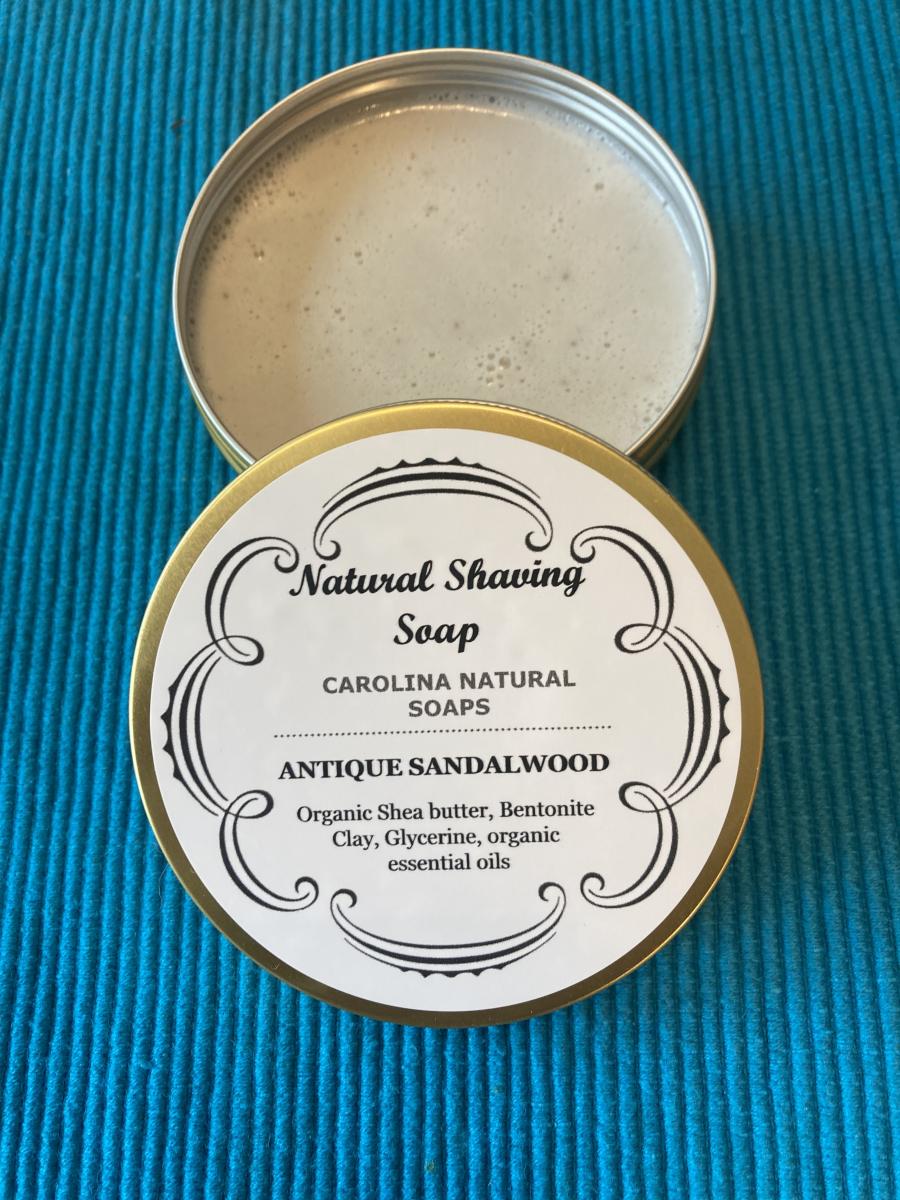 Natural Shaving
Soap
CAROLINA NATURAL
SOAPS
ANTIQUE SANDALWOOD
Organic Shea butter, Bentonite
Clay, Glycerine, organic
essential oils